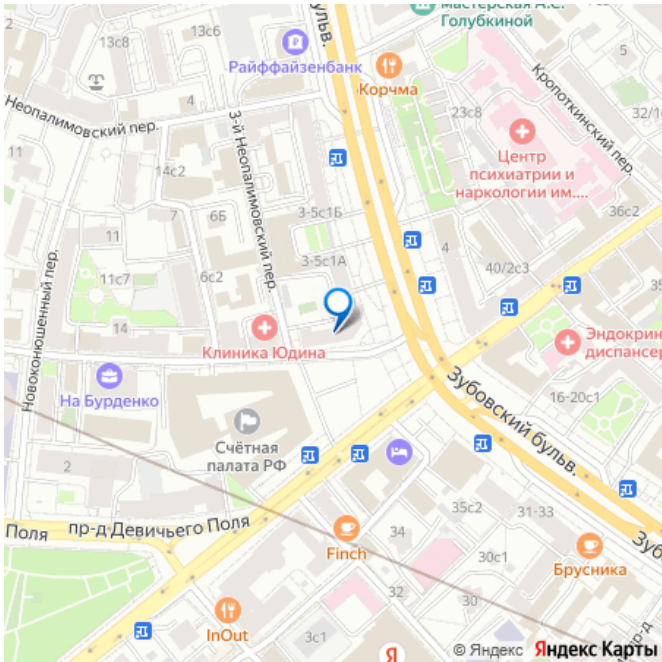 мастерская А.С.
Голубкиной
13с8
13с6
бульв.
Райффайзенбанк
Корчма
5
Кропоткинский пер.
4
23с8
32/1
Неопалимовский пер.
3-й Неопалимовский пер.
11
14с2
Центр
психиатрии и
наркологии им....
7
6Б
3-5с1Б
36с2
11
4
Новоконюшенный пер.
11с7
6с2
3-5с1А
40/2с3
14
Клиника Юдина
Эндокрин
диспансер
На Бурденко
Зубовский бульв.
16-20с1
Счётная
палата РФ
2
35с2
31-33
Поля
пр-д Девичьего Поля
Finch
34
30с1
Брусника
32
InOut
3с1
Я
© Яндекс Яндекс Карты